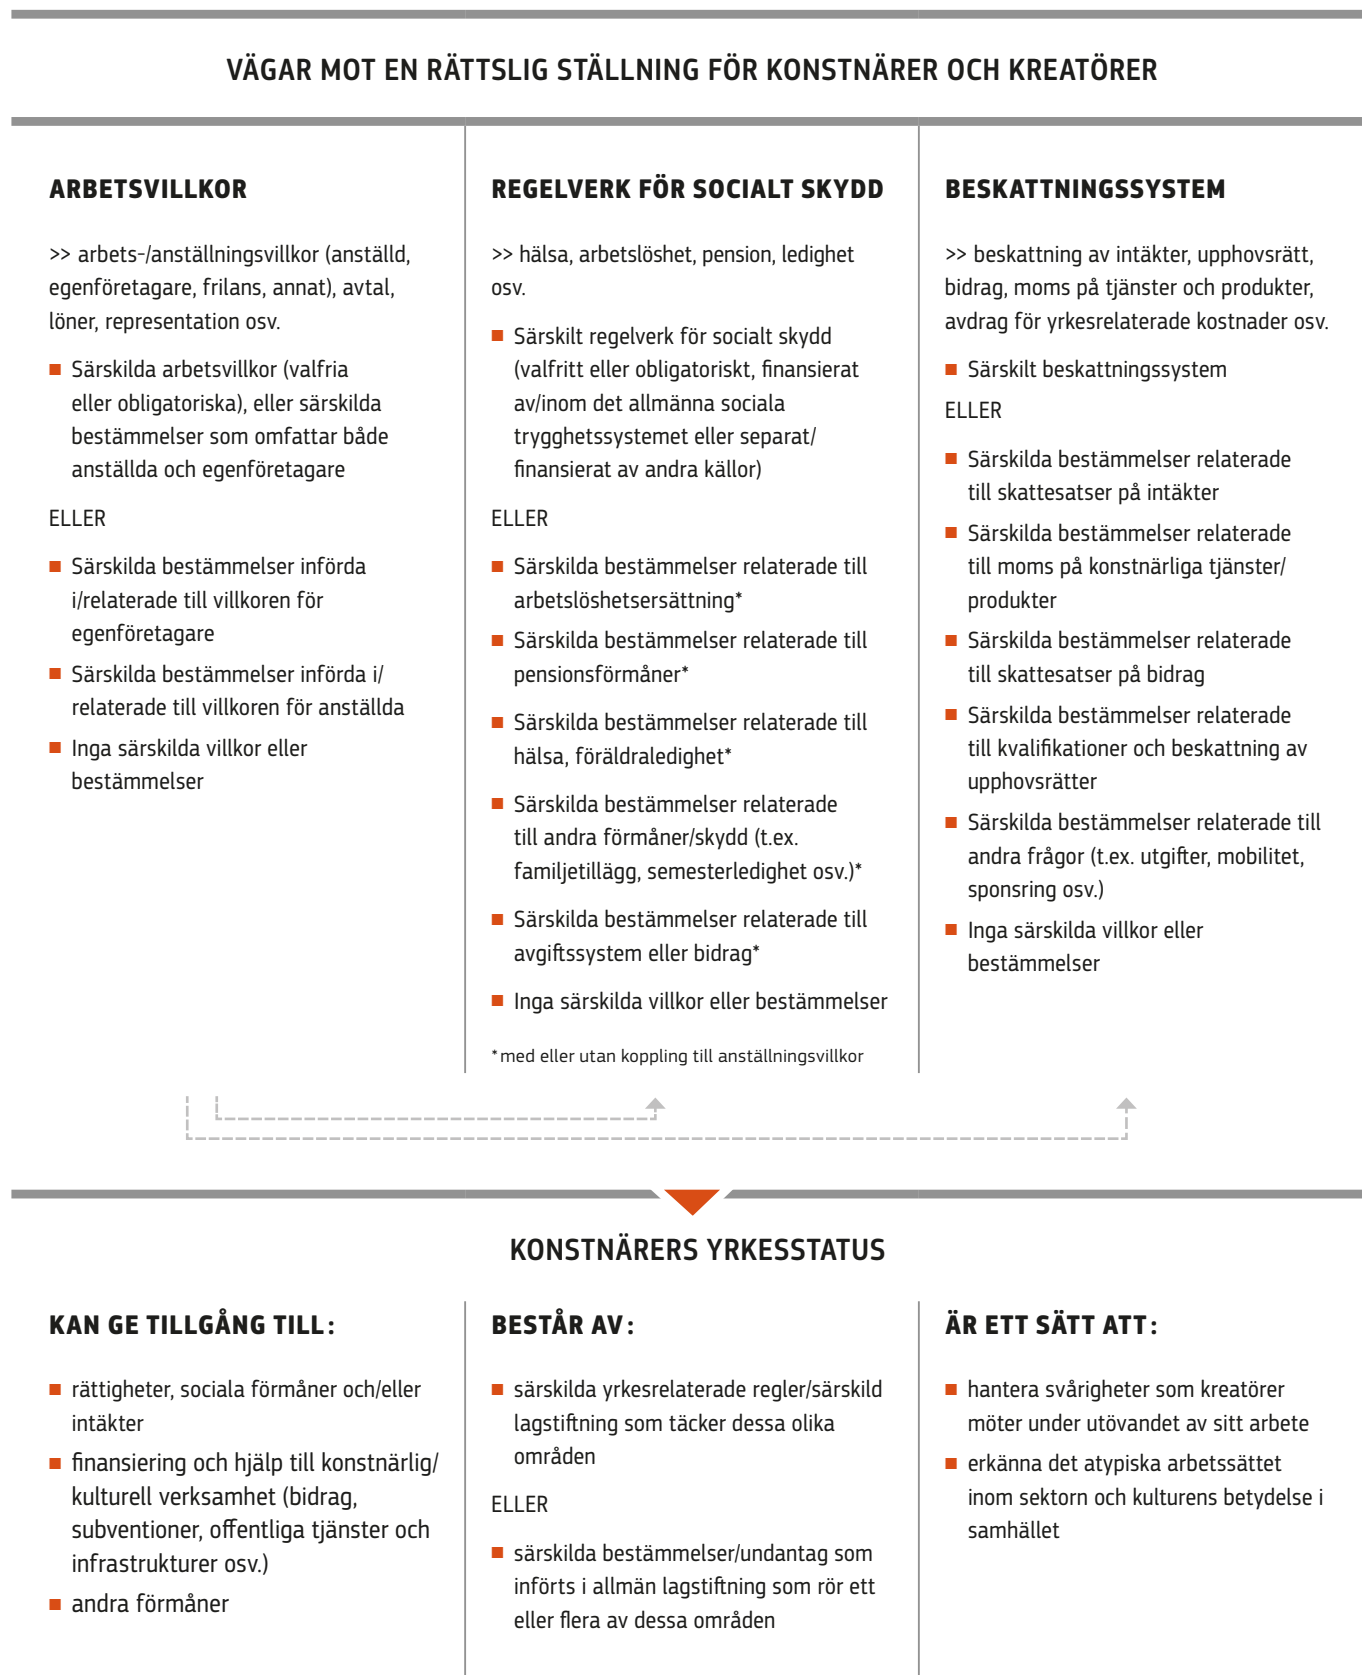 VÄGAR MOT EN RÄTTSLIG STÄLLNING FÖR KONSTNÄRER OCH KREATÖRER
ARBETSVILLKOR
>> arbets-/anställningsvillkor (anställd,
egenföretagare, frilans, annat), avtal,
löner, representation osv.
■ Särskilda arbetsvillkor (valfria
eller obligatoriska), eller särskilda
bestämmelser som omfattar både
anställda och egenföretagare
ELLER
■ Särskilda bestämmelser införda
i/relaterade till villkoren för
egenföretagare
■ Särskilda bestämmelser införda i/
relaterade till villkoren för anställda
■ Inga särskilda villkor eller
bestämmelser
REGELVERK FÖR SOCIALT SKYDD
>> hälsa, arbetslöshet, pension, ledighet
osv.
■ Särskilt regelverk för socialt skydd
(valfritt eller obligatoriskt, finansierat
av/inom det allmänna sociala
trygghetssystemet eller separat/
finansierat av andra källor)
ELLER
■ Särskilda bestämmelser relaterade till
arbetslöshetsersättning*
■ Särskilda bestämmelser relaterade till
pensionsförmåner*
■ Särskilda bestämmelser relaterade till
hälsa, föräldraledighet*
■ Särskilda bestämmelser relaterade
till andra förmåner/skydd (t.ex.
familjetillägg, semesterledighet osv.)*
■ Särskilda bestämmelser relaterade till
avgiftssystem eller bidrag*
■ Inga särskilda villkor eller bestämmelser
* med eller utan koppling till anställningsvillkor
BESKATTNINGSSYSTEM
>> beskattning av intäkter, upphovsrätt,
bidrag, moms på tjänster och produkter,
avdrag för yrkesrelaterade kostnader osv.
■ Särskilt beskattningssystem
ELLER
■ Särskilda bestämmelser relaterade
till skattesatser på intäkter
■ Särskilda bestämmelser relaterade
till moms på konstnärliga tjänster/
produkter
■ Särskilda bestämmelser relaterade
till skattesatser på bidrag
■ Särskilda bestämmelser relaterade
till kvalifikationer och beskattning av
upphovsrätter
■ Särskilda bestämmelser relaterade till
andra frågor (t.ex. utgifter, mobilitet,
sponsring osv.)
■ Inga särskilda villkor eller
bestämmelser
KONSTNÄRERS YRKESSTATUS
KAN GE TILLGÅNG TILL:
■ rättigheter, sociala förmåner och/eller
intäkter
■ finansiering och hjälp till konstnärlig/
kulturell verksamhet (bidrag,
subventioner, offentliga tjänster och
infrastrukturer osv.)
■ andra förmåner
BESTÅR AV:
■ särskilda yrkesrelaterade regler/särskild
lagstiftning som täcker dessa olika
områden
ELLER
■ särskilda bestämmelser/undantag som
införts i allmän lagstiftning som rör ett
eller flera av dessa områden
ÄR ETT SÄTT ATT:
■ hantera svårigheter som kreatörer
möter under utövandet av sitt arbete
■ erkänna det atypiska arbetssättet
inom sektorn och kulturens betydelse i
samhället